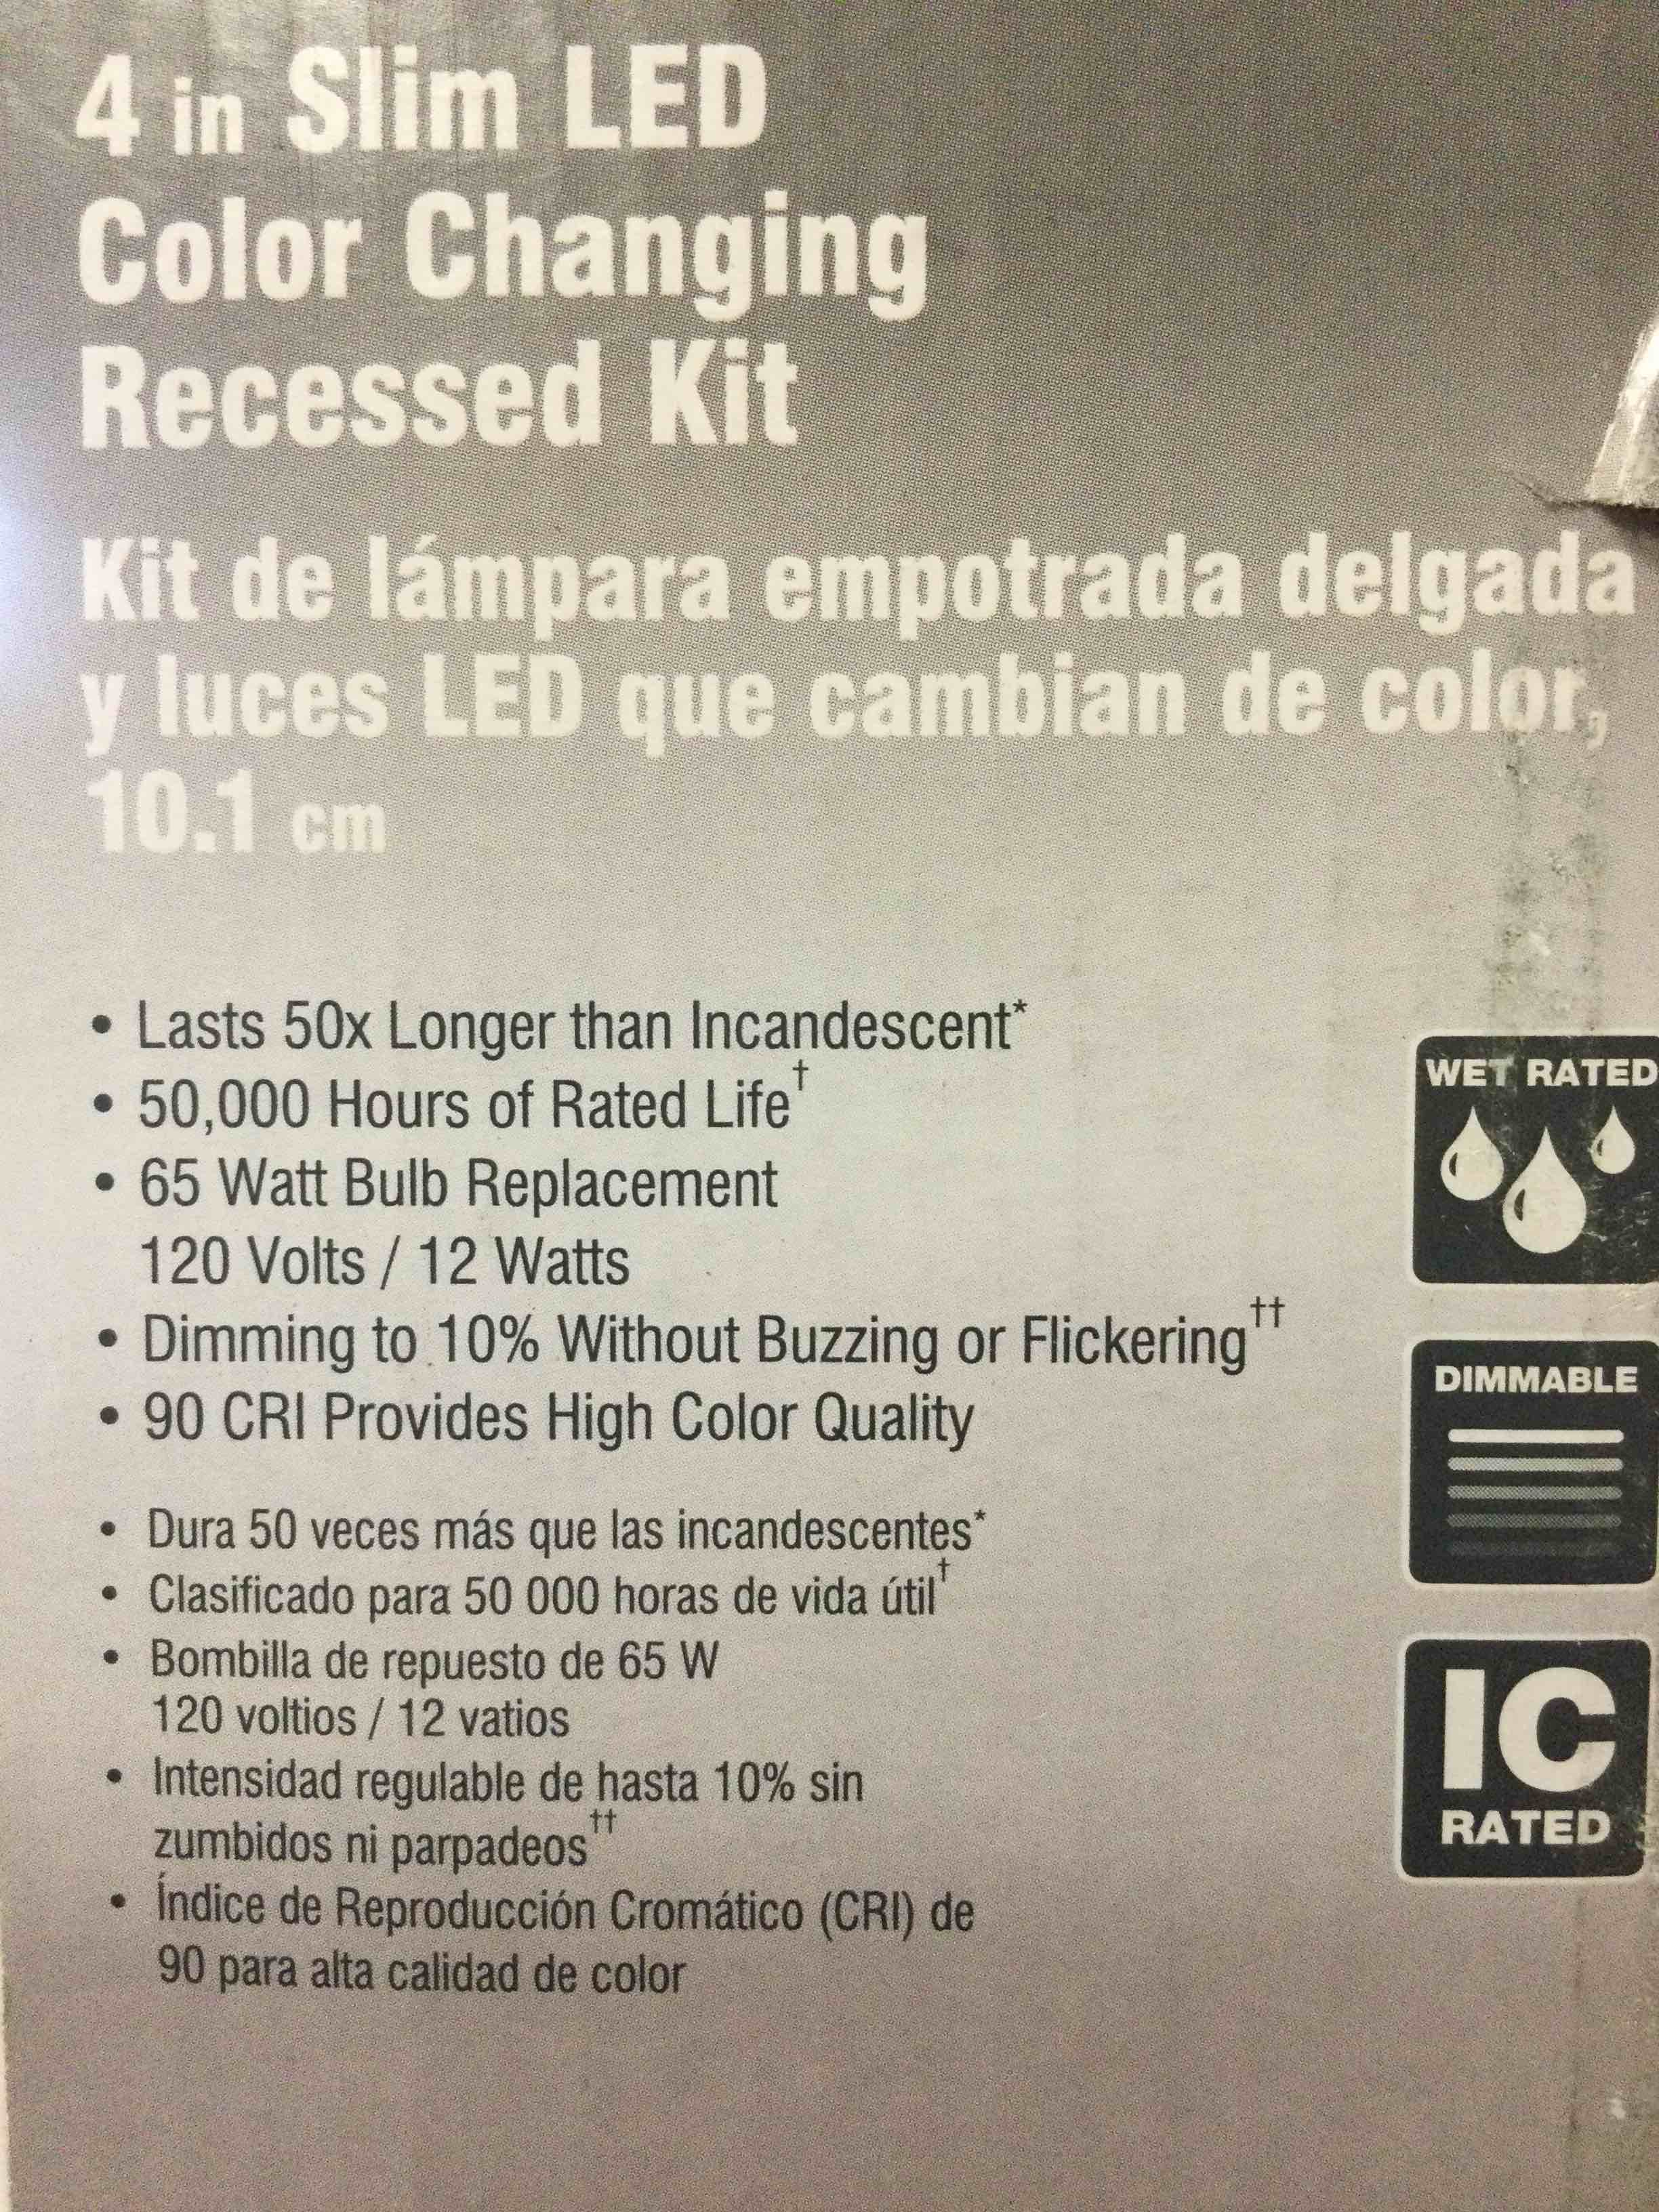 4 in Slim LED
Color Changing
Recessed Kit
Kit de lámpara empotrada delgada
y luces LED que cambian de color,
10.1 cm
• Lasts 50x Longer than Incandescent*
• 50,000 Hours of Rated Life†
• 65 Watt Bulb Replacement
120 Volts / 12 Watts
• Dimming to 10% Without Buzzing or Flickering††
• 90 CRI Provides High Color Quality
• Dura 50 veces más que las incandescentes*
• Clasificado para 50 000 horas de vida útil†
• Bombilla de repuesto de 65 W
120 voltios / 12 vatios
• Intensidad regulable de hasta 10% sin
zumbidos ni parpadeos††
• Índice de Reproducción Cromático (CRI) de
90 para alta calidad de color
WET RATED
DIMMABLE
IC
RATED